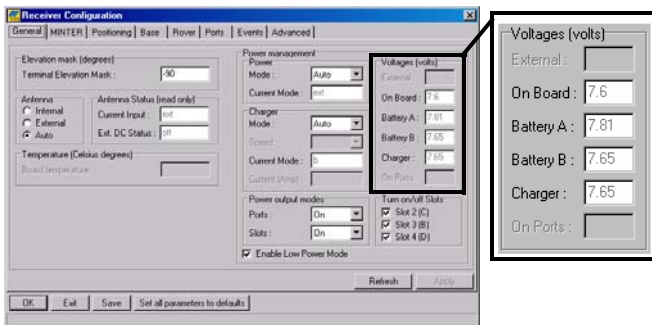 Receiver Configuration
General MINTER Positioning Base Rover Ports Events Advanced
Elevation mask (degrees)
Terminal Elevation Mask : -90
Antenna
Internal
External
Auto
Antenna Status (read only)
Current Input : ext
Ext. DC Status : off
Temperature (Celsius degrees)
Board temperature :
Power management
Power
Mode : Auto
Current Mode : ext
Charger
Mode : Auto
Speed :
Current Mode : b
Current (Amp) :
Power output modes
Ports : On
Slots : On
Enable Low Power Mode
Voltages (volts)
External :
On Board : 7.6
Battery A : 7.81
Battery B : 7.65
Charger : 7.65
On Ports :
Turn on/off Slots
Slot 2 (C)
Slot 3 (B)
Slot 4 (D)
Refresh Apply
OK Exit Save Set all parameters to defaults
Voltages (volts)
External :
On Board : 7.6
Battery A : 7.81
Battery B : 7.65
Charger : 7.65
On Ports :